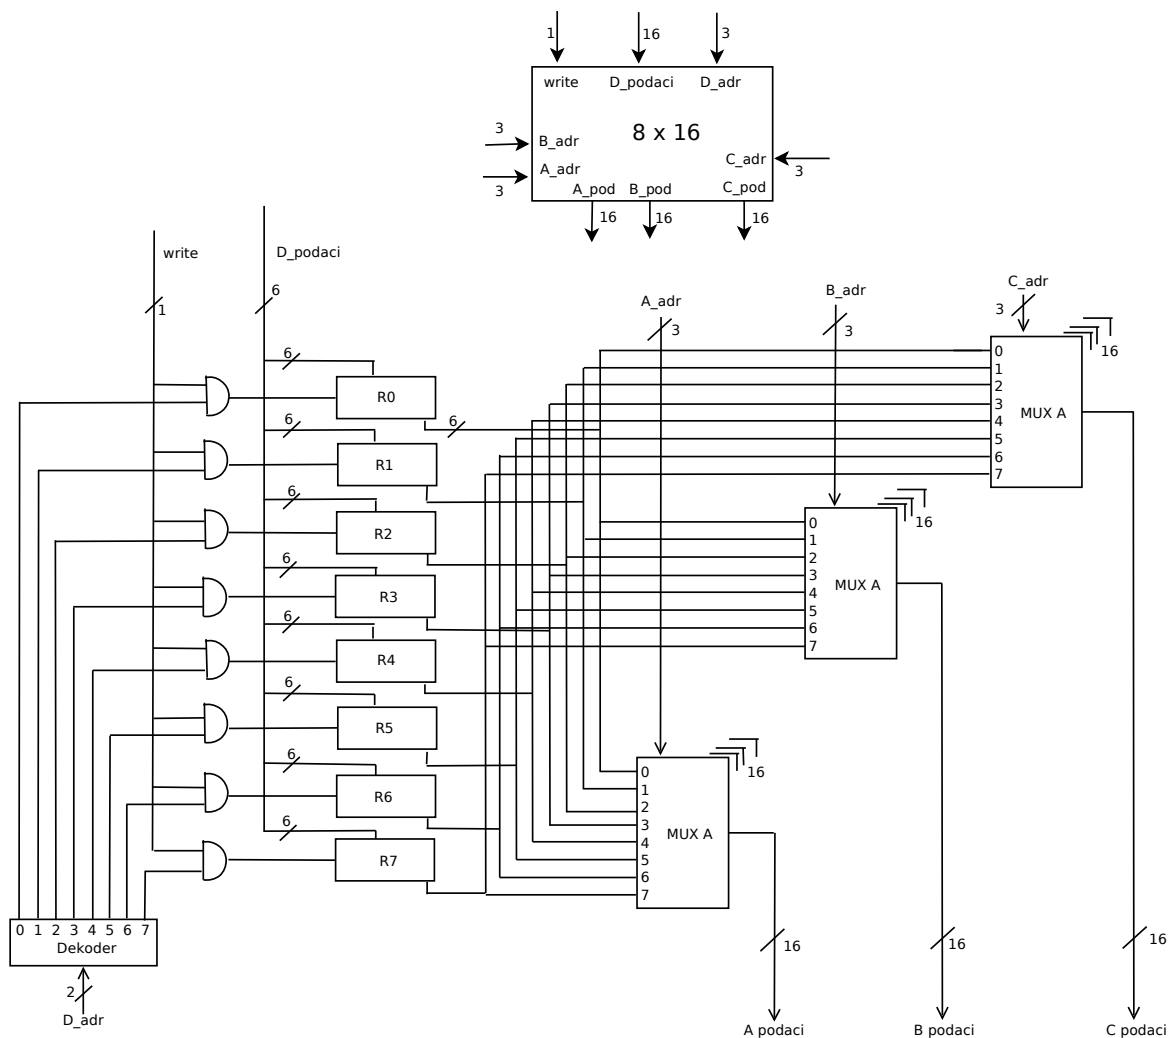 1 16 3
write D_podaci D_adr
8 x 16
3 B_adr
A_adr 3
C_adr 3
A_pod B_pod C_pod
16 16 16
write D_podaci
1 6
A_adr 3
B_adr 3
C_adr 3
16
0
1
2
3
4
5
6
7
MUX A
16
0
1
2
3
4
5
6
7
MUX A
16
0
1
2
3
4
5
6
7
MUX A
6
R0
6
6
R1
6
R2
6
R3
6
R4
6
R5
6
R6
6
R7
0 1 2 3 4 5 6 7
Dekoder
2
D_adr
16 16 16
A podaci B podaci C podaci